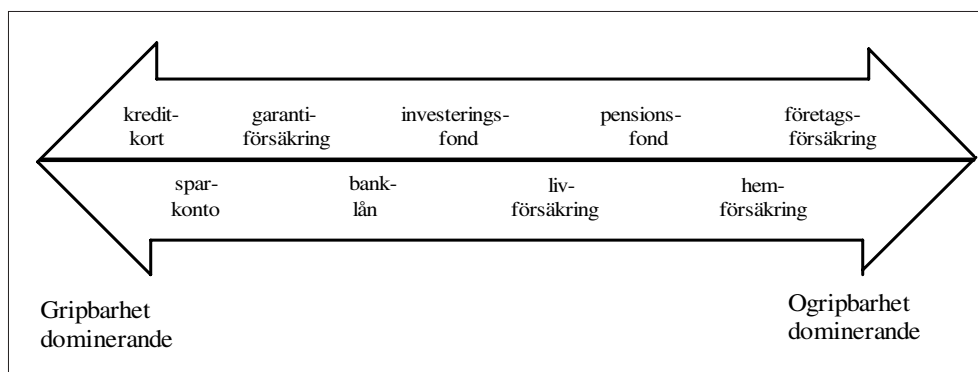 kredit- garanti- investerings- pensions- företags-
kort försäkring fond fond försäkring
spar- bank- liv- hem-
konto lån försäkring försäkring
Gripbarhet Ogripbarhet
dominerande dominerande